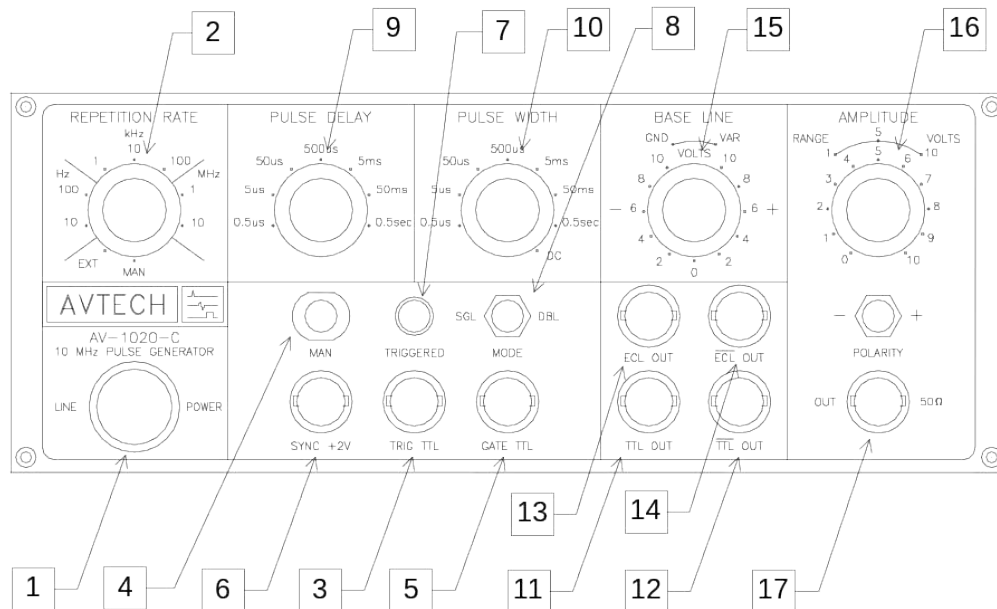 2
9
7
10
8
15
16
REPETITION RATE
kHz
10
1
100
Hz
MHz
100
1
10
10
EXT
MAN
PULSE DELAY
500us
50us
5ms
5us
50ms
0.5us
0.5sec
PULSE WIDTH
500us
50us
5ms
5us
50ms
0.5us
0.5sec
DC
BASE LINE
GND
VAR
VOLTS
10
10
8
8
- 6
6 +
4
4
2
2
0
AMPLITUDE
RANGE
5
VOLTS
1
10
5
4
6
3
7
2
8
1
9
0
10
AVTECH
AV-1020-C
10 MHz PULSE GENERATOR
LINE
POWER
MAN
TRIGGERED
SGL
DBL
MODE
ECL OUT
E̅C̅L̅ OUT
-
+
POLARITY
SYNC +2V
TRIG TTL
GATE TTL
TTL OUT
T̅T̅L̅ OUT
OUT
50Ω
13
14
1
4
6
3
5
11
12
17